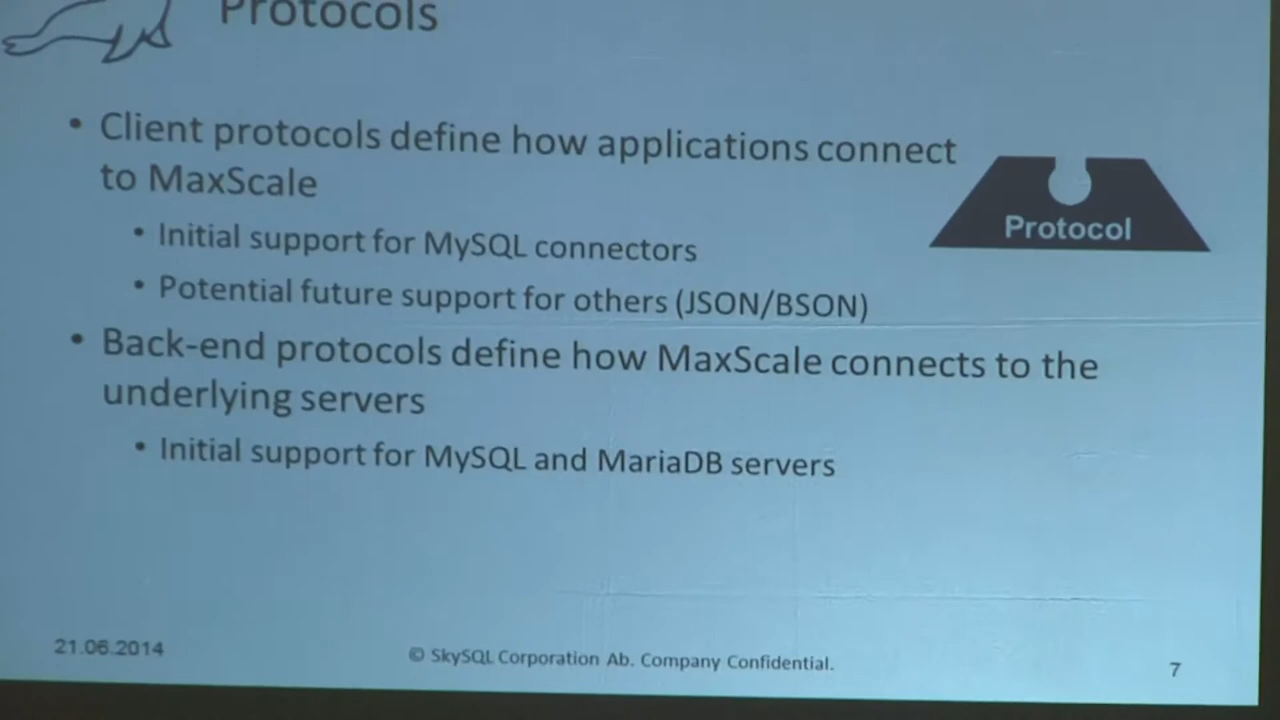 Protocols
• Client protocols define how applications connect
to MaxScale
Protocol
• Initial support for MySQL connectors
• Potential future support for others (JSON/BSON)
• Back-end protocols define how MaxScale connects to the
underlying servers
• Initial support for MySQL and MariaDB servers
21.06.2014
© SkySQL Corporation Ab. Company Confidential.
7